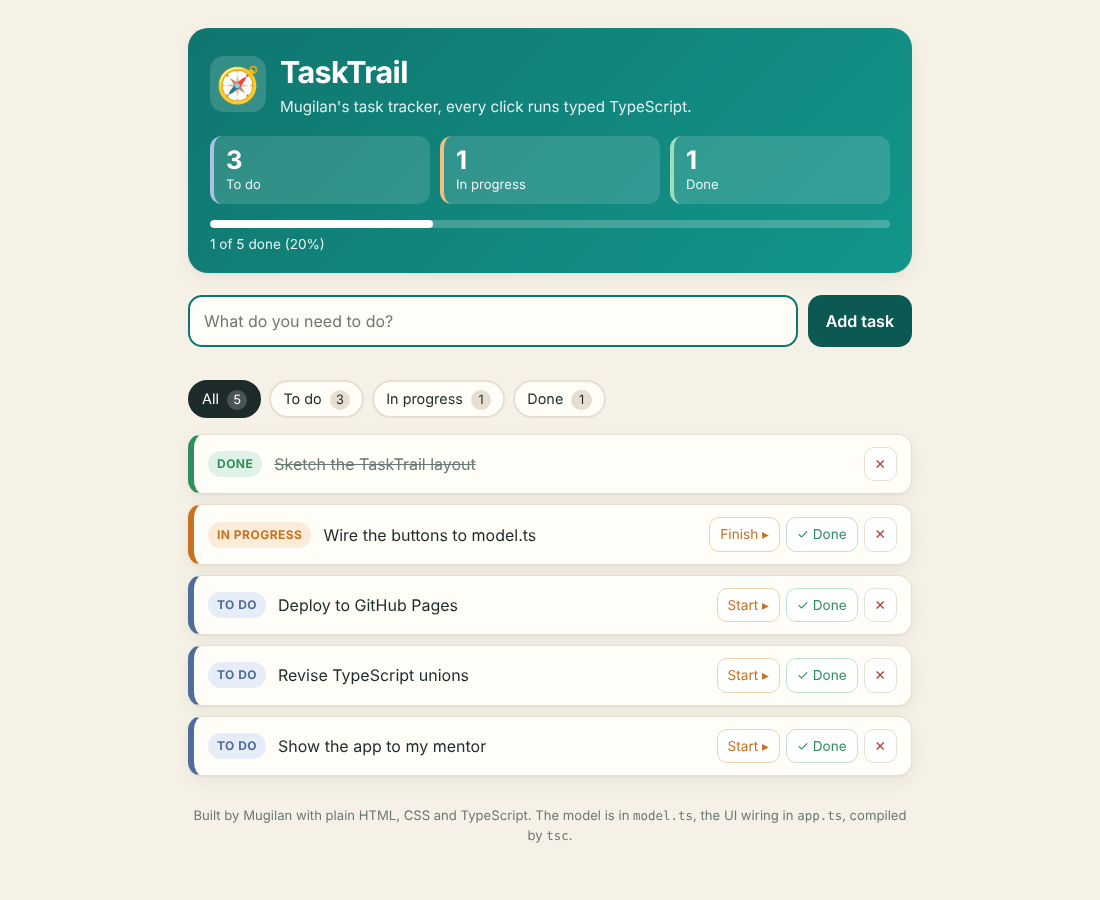 TaskTrail
Mugilan's task tracker, every click runs typed TypeScript.
3
To do
1
In progress
1
Done
1 of 5 done (20%)
What do you need to do?
Add task
All 5
To do 3
In progress 1
Done 1
DONE Sketch the TaskTrail layout ✕
IN PROGRESS Wire the buttons to model.ts Finish ▸ ✓ Done ✕
TO DO Deploy to GitHub Pages Start ▸ ✓ Done ✕
TO DO Revise TypeScript unions Start ▸ ✓ Done ✕
TO DO Show the app to my mentor Start ▸ ✓ Done ✕
Built by Mugilan with plain HTML, CSS and TypeScript. The model is in model.ts, the UI wiring in app.ts, compiled
by tsc.